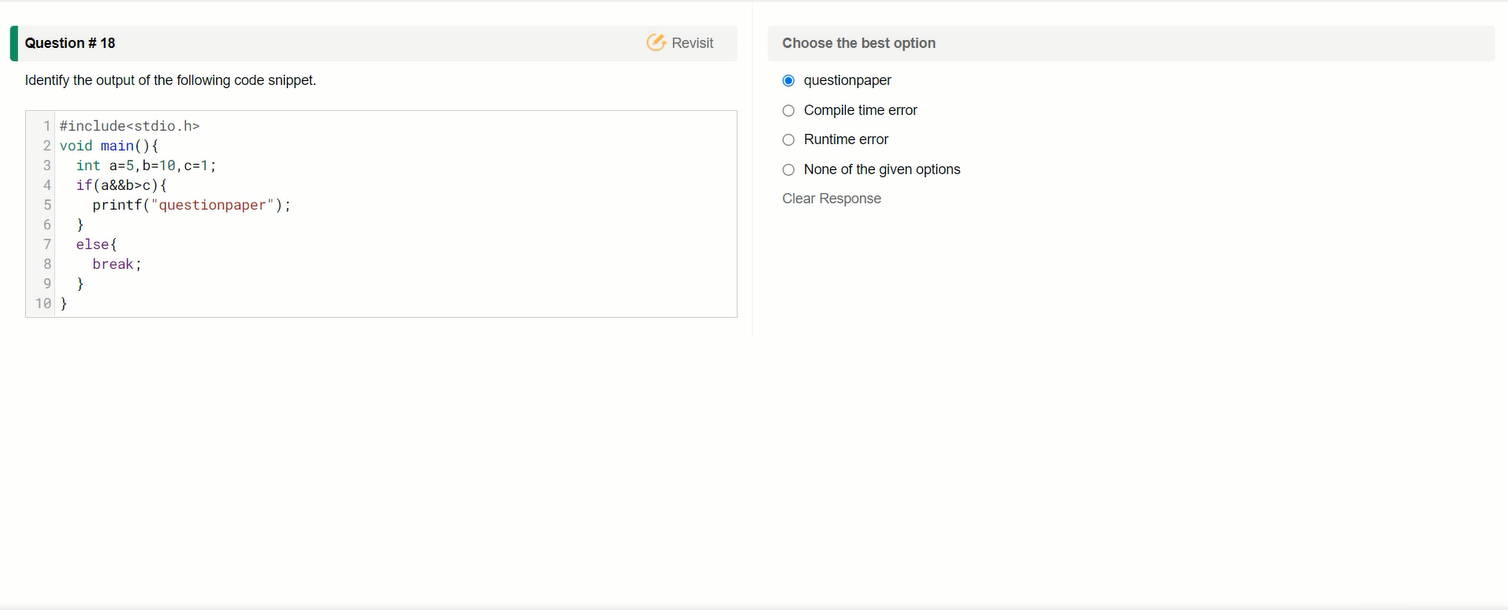 Question # 18
Revisit
Identify the output of the following code snippet.
1 #include<stdio.h>
2 void main(){
3   int a=5,b=10,c=1;
4   if(a&&b>c){
5     printf("questionpaper");
6   }
7   else{
8     break;
9   }
10 }
Choose the best option
questionpaper
Compile time error
Runtime error
None of the given options
Clear Response